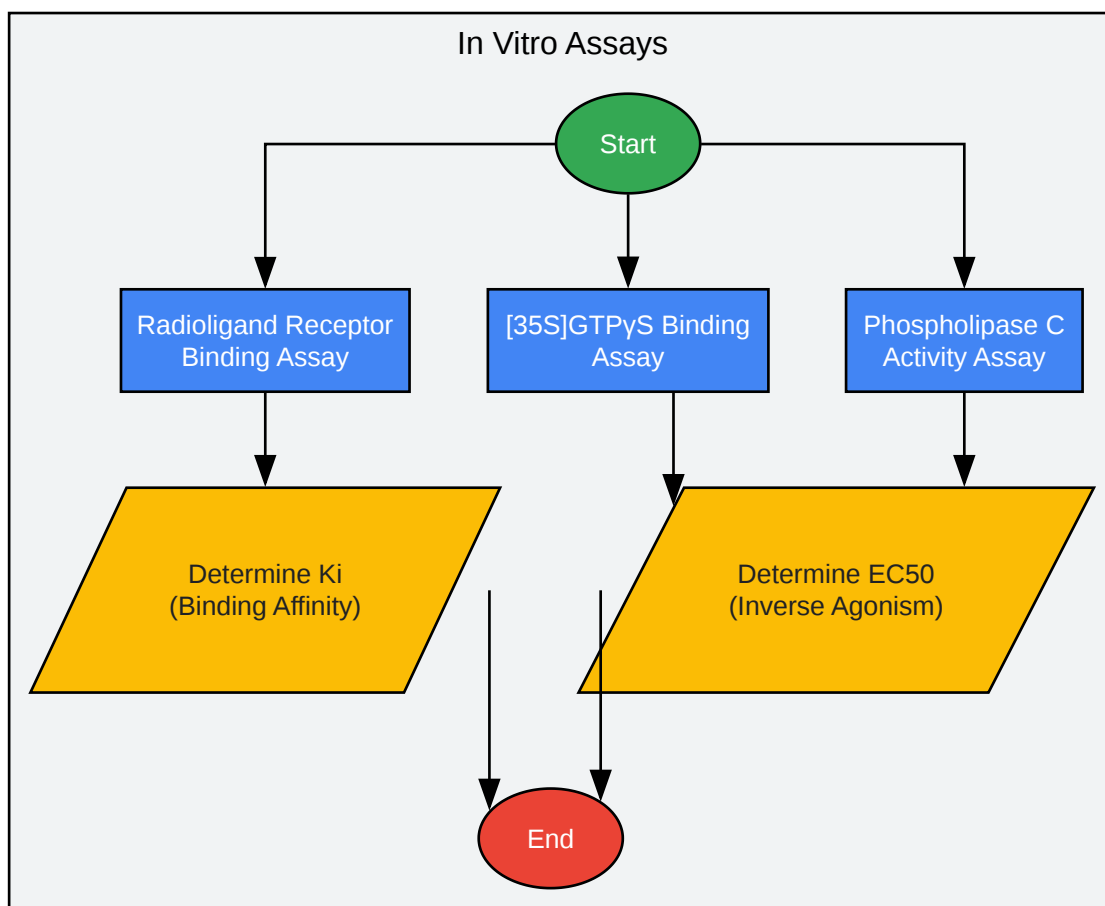 In Vitro Assays
Start
Radioligand Receptor
Binding Assay
[35S]GTPγS Binding
Assay
Phospholipase C
Activity Assay
Determine Ki
(Binding Affinity)
Determine EC50
(Inverse Agonism)
End